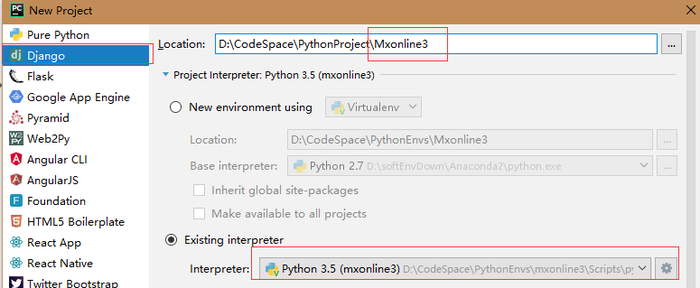 New Project
Pure Python
Django
Flask
Google App Engine
Pyramid
Web2Py
Angular CLI
AngularJS
Foundation
HTML5 Boilerplate
React App
React Native
Twitter Bootstrap
Location: D:\CodeSpace\PythonProject\Mxonline3 ...
Project Interpreter: Python 3.5 (mxonline3)
New environment using Virtualenv
Location: D:\CodeSpace\PythonEnvs\Mxonline3 ...
Base interpreter: Python 2.7 D:\softEnvDown\Anaconda2\python.exe ...
Inherit global site-packages
Make available to all projects
Existing interpreter
Interpreter: Python 3.5 (mxonline3) D:\CodeSpace\PythonEnvs\mxonline3\Scripts\py